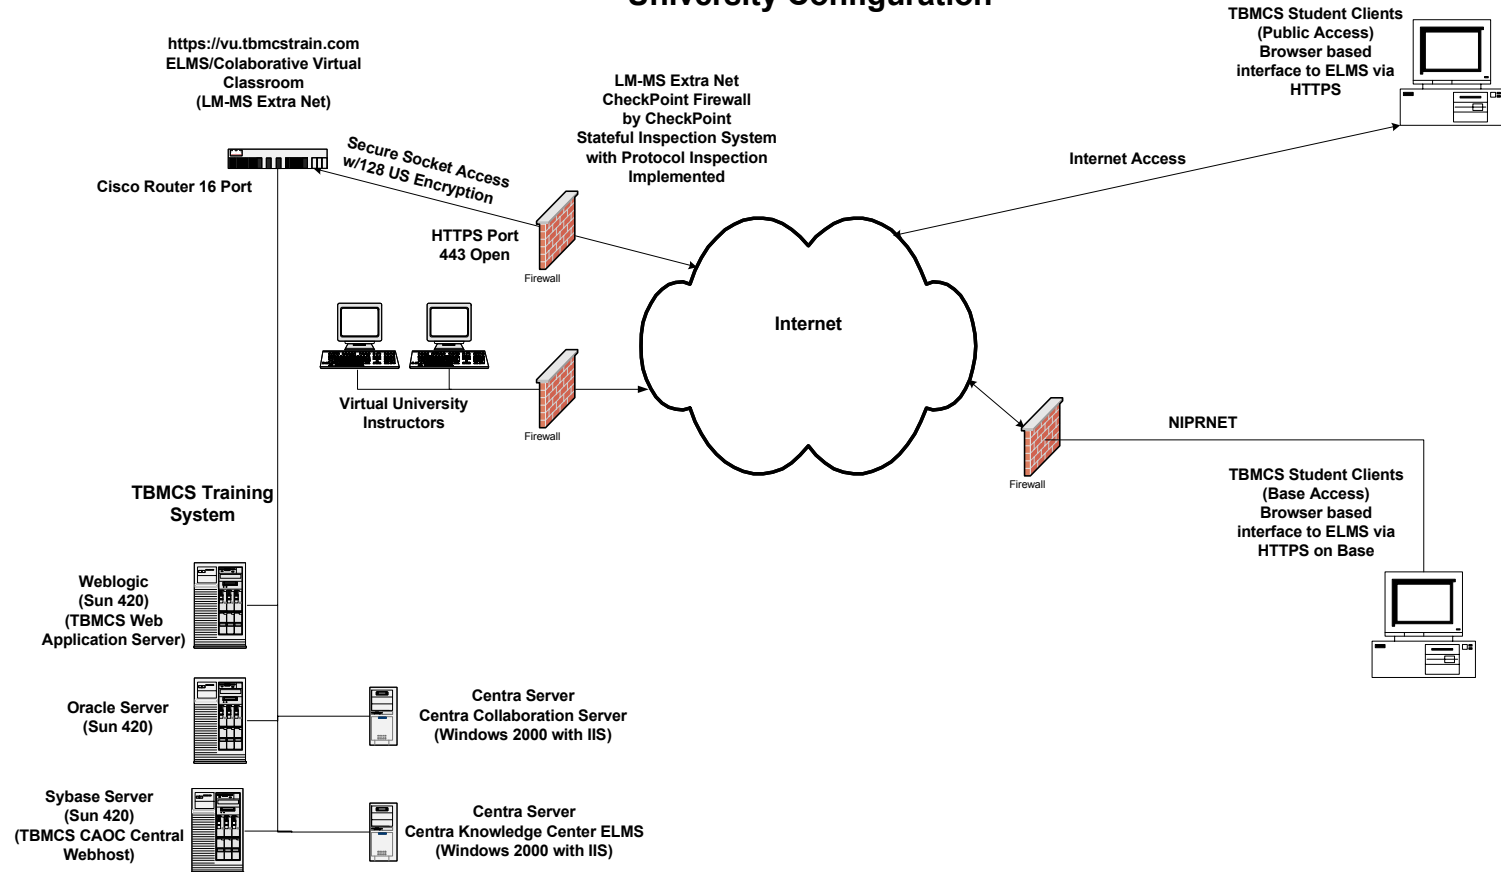 University Configuration
https://vu.tbmcstrain.com
ELMS/Colaborative Virtual
Classroom
(LM-MS Extra Net)
Cisco Router 16 Port
Secure Socket Access
w/128 US Encryption
HTTPS Port
443 Open
LM-MS Extra Net
CheckPoint Firewall
by CheckPoint
Stateful Inspection System
with Protocol Inspection
Implemented
Firewall
TBMCS Student Clients
(Public Access)
Browser based
interface to ELMS via
HTTPS
Internet Access
Internet
Virtual University
Instructors
Firewall
Firewall
NIPRNET
TBMCS Student Clients
(Base Access)
Browser based
interface to ELMS via
HTTPS on Base
TBMCS Training
System
Weblogic
(Sun 420)
(TBMCS Web
Application Server)
Oracle Server
(Sun 420)
Centra Server
Centra Collaboration Server
(Windows 2000 with IIS)
Sybase Server
(Sun 420)
(TBMCS CAOC Central
Webhost)
Centra Server
Centra Knowledge Center ELMS
(Windows 2000 with IIS)